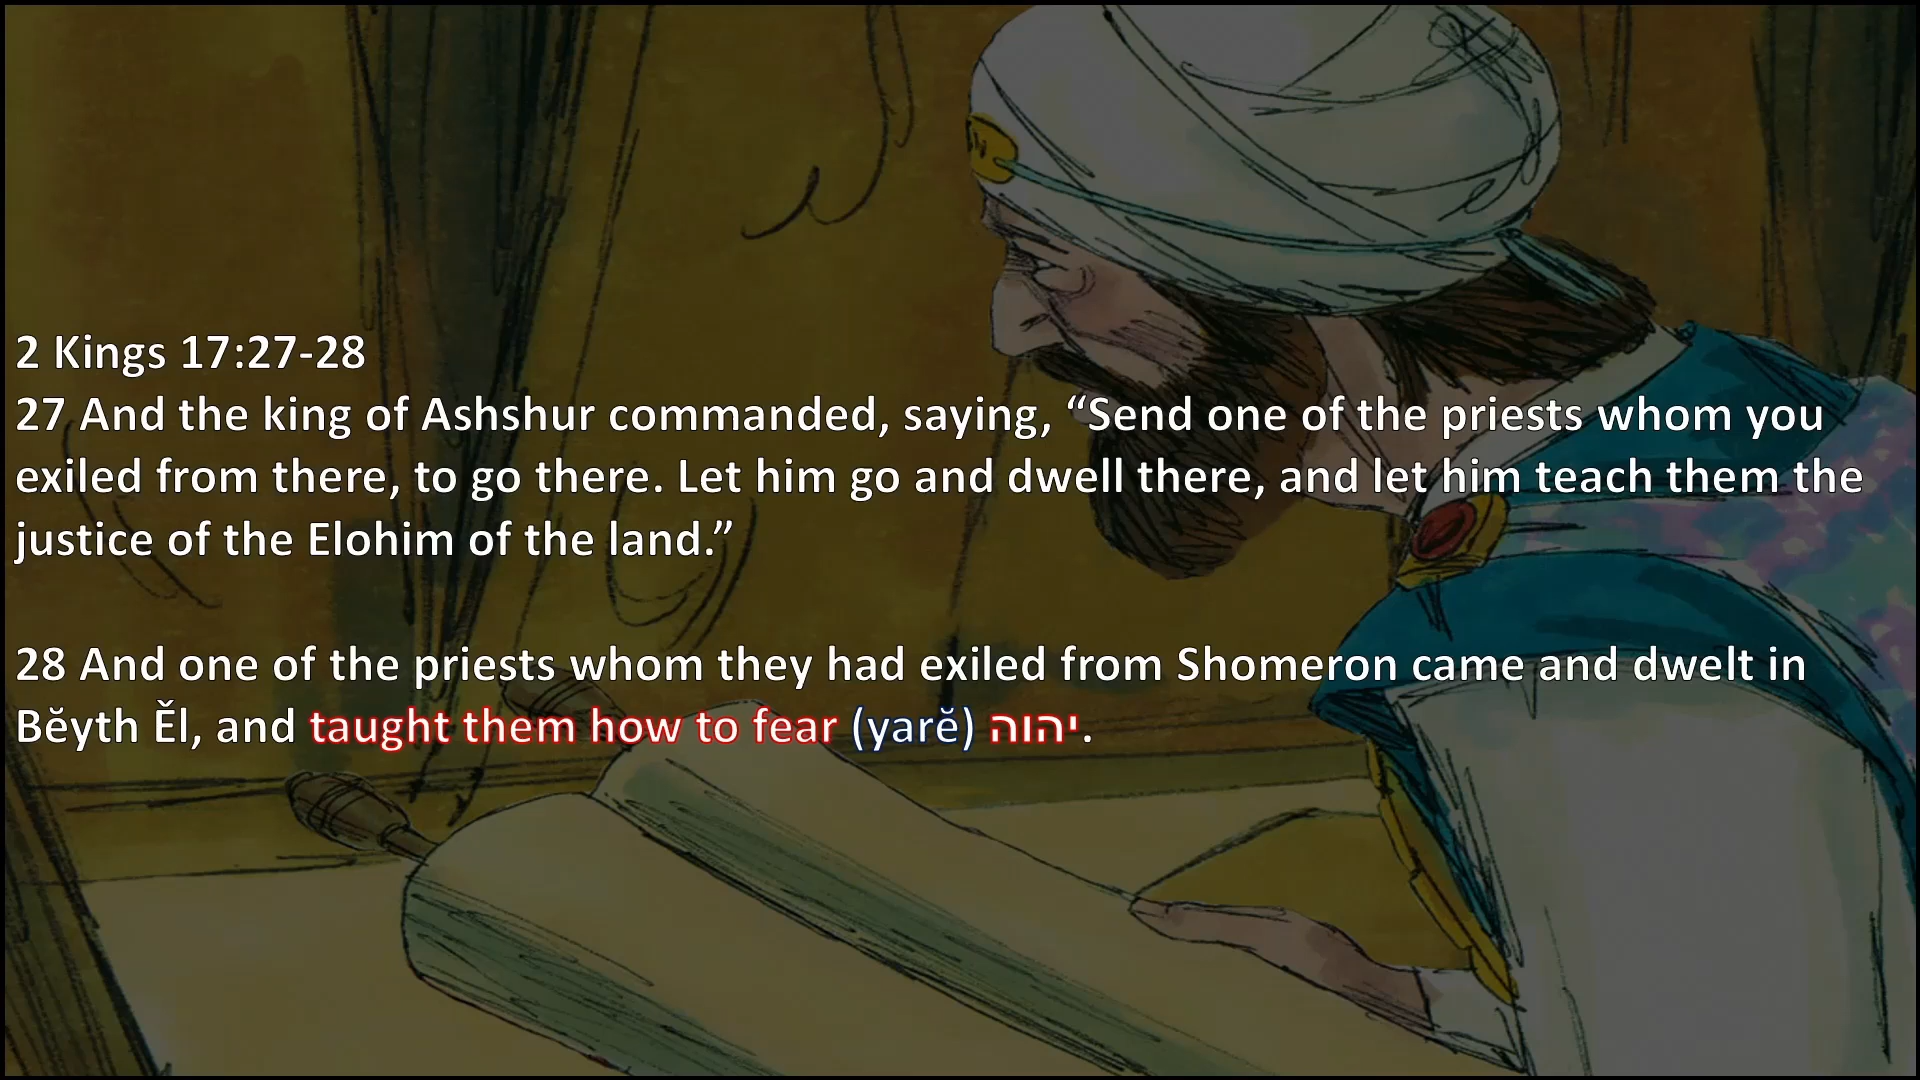 2 Kings 17:27-28
27 And the king of Ashshur commanded, saying, “Send one of the priests whom you
exiled from there, to go there. Let him go and dwell there, and let him teach them the
justice of the Elohim of the land.”
28 And one of the priests whom they had exiled from Shomeron came and dwelt in
Bĕyth Ĕl, and taught them how to fear (yarĕ) יהוה.